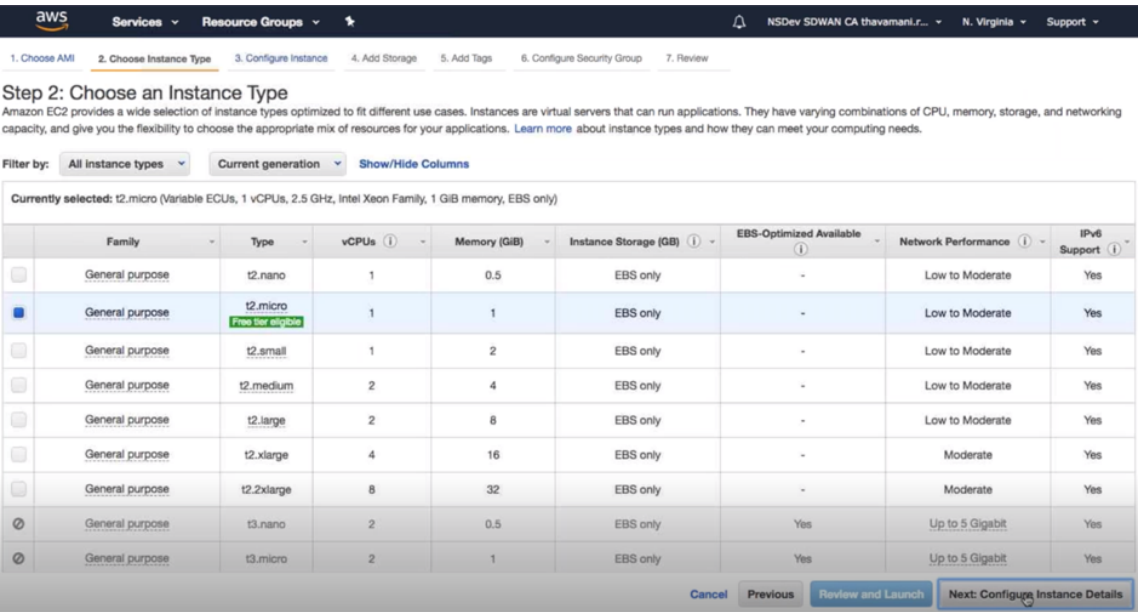 aws Services Resource Groups NSDev SDWAN CA thavamani.r... N. Virginia Support
1. Choose AMI 2. Choose Instance Type 3. Configure Instance 4. Add Storage 5. Add Tags 6. Configure Security Group 7. Review
Step 2: Choose an Instance Type
Amazon EC2 provides a wide selection of instance types optimized to fit different use cases. Instances are virtual servers that can run applications. They have varying combinations of CPU, memory, storage, and networking
capacity, and give you the flexibility to choose the appropriate mix of resources for your applications. Learn more about instance types and how they can meet your computing needs.
Filter by: All instance types Current generation Show/Hide Columns
Currently selected: t2.micro (Variable ECUs, 1 vCPUs, 2.5 GHz, Intel Xeon Family, 1 GiB memory, EBS only)
Family Type vCPUs Memory (GiB) Instance Storage (GB) EBS-Optimized Available Network Performance IPv6 Support
General purpose t2.nano 1 0.5 EBS only - Low to Moderate Yes
General purpose t2.micro Free tier eligible 1 1 EBS only - Low to Moderate Yes
General purpose t2.small 1 2 EBS only - Low to Moderate Yes
General purpose t2.medium 2 4 EBS only - Low to Moderate Yes
General purpose t2.large 2 8 EBS only - Low to Moderate Yes
General purpose t2.xlarge 4 16 EBS only - Moderate Yes
General purpose t2.2xlarge 8 32 EBS only - Moderate Yes
General purpose t3.nano 2 0.5 EBS only Yes Up to 5 Gigabit Yes
General purpose t3.micro 2 1 EBS only Yes Up to 5 Gigabit Yes
Cancel Previous Review and Launch Next: Configure Instance Details